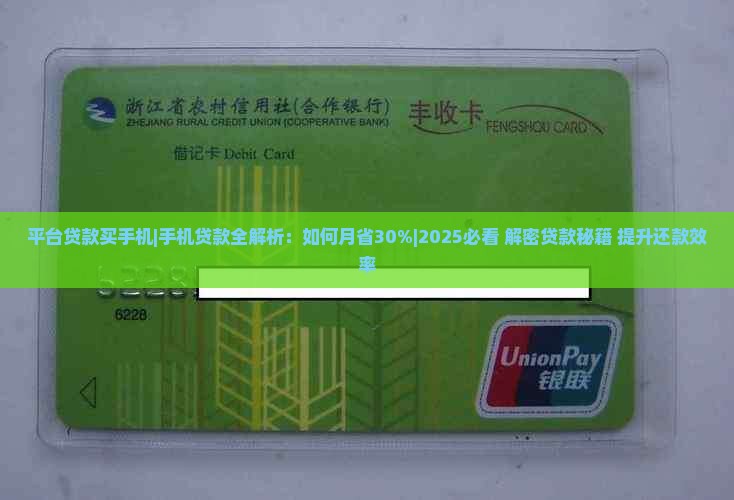 浙江省农村信用社(合作银行)
ZHEJIANG RURAL CREDIT UNION (COOPERATIVE BANK)
丰收卡
FENGSHOU CARD
借记卡 Debit Card
平台贷款买手机|手机贷款全解析：如何月省30%|2025必看 解密贷款秘籍 提升还款效
率
6228
6228
UnionPay
银联